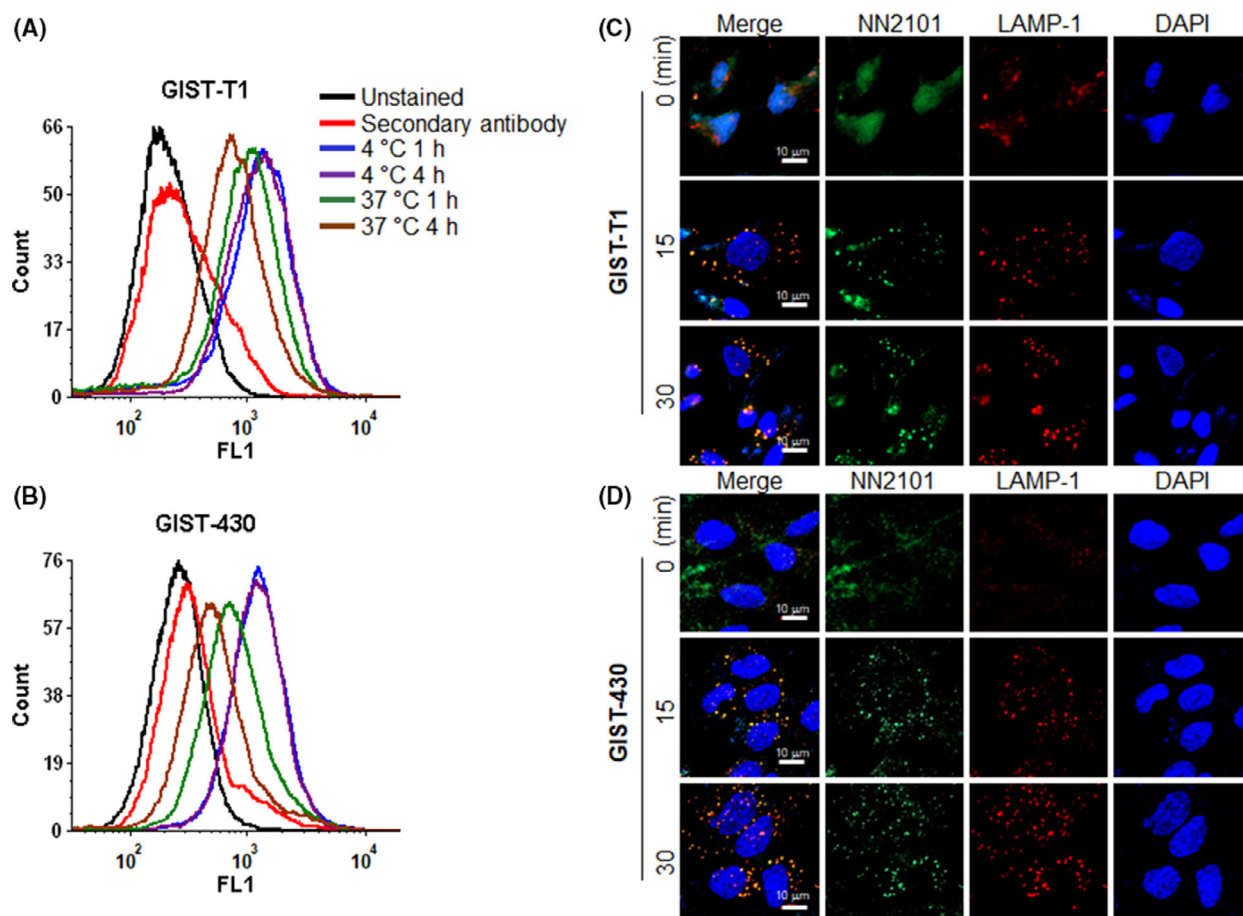 (A)
GIST-T1
Unstained
Secondary antibody
4 °C 1 h
4 °C 4 h
37 °C 1 h
37 °C 4 h
66
50
33
17
0
Count
10²
10³
10⁴
FL1
(B)
GIST-430
76
57
38
19
0
Count
10²
10³
10⁴
FL1
(C)
Merge NN2101 LAMP-1 DAPI
GIST-T1
0 (min)
10 µm
15
10 µm
30
10 µm
(D)
Merge NN2101 LAMP-1 DAPI
GIST-430
0 (min)
10 µm
15
10 µm
30
10 µm